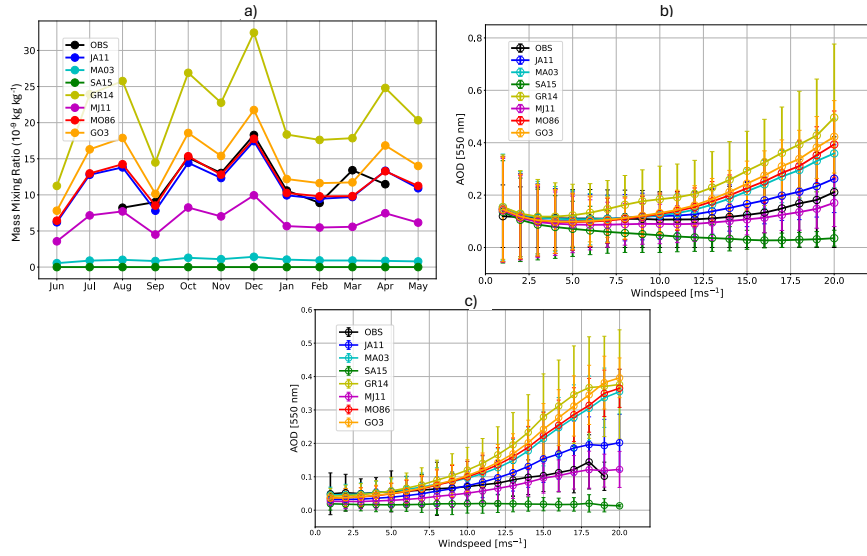 a)
Mass Mixing Ratio (10⁻⁹ kg kg⁻¹)
30
25
20
15
10
5
0
OBS
JA11
MA03
SA15
GR14
MJ11
MO86
GO3
Jun Jul Aug Sep Oct Nov Dec Jan Feb Mar Apr May
b)
AOD [550 nm]
0.8
0.6
0.4
0.2
0.0
OBS
JA11
MA03
SA15
GR14
MJ11
MO86
GO3
0.0 2.5 5.0 7.5 10.0 12.5 15.0 17.5 20.0
Windspeed [ms⁻¹]
c)
AOD [550 nm]
0.6
0.5
0.4
0.3
0.2
0.1
0.0
OBS
JA11
MA03
SA15
GR14
MJ11
MO86
GO3
0.0 2.5 5.0 7.5 10.0 12.5 15.0 17.5 20.0
Windspeed [ms⁻¹]